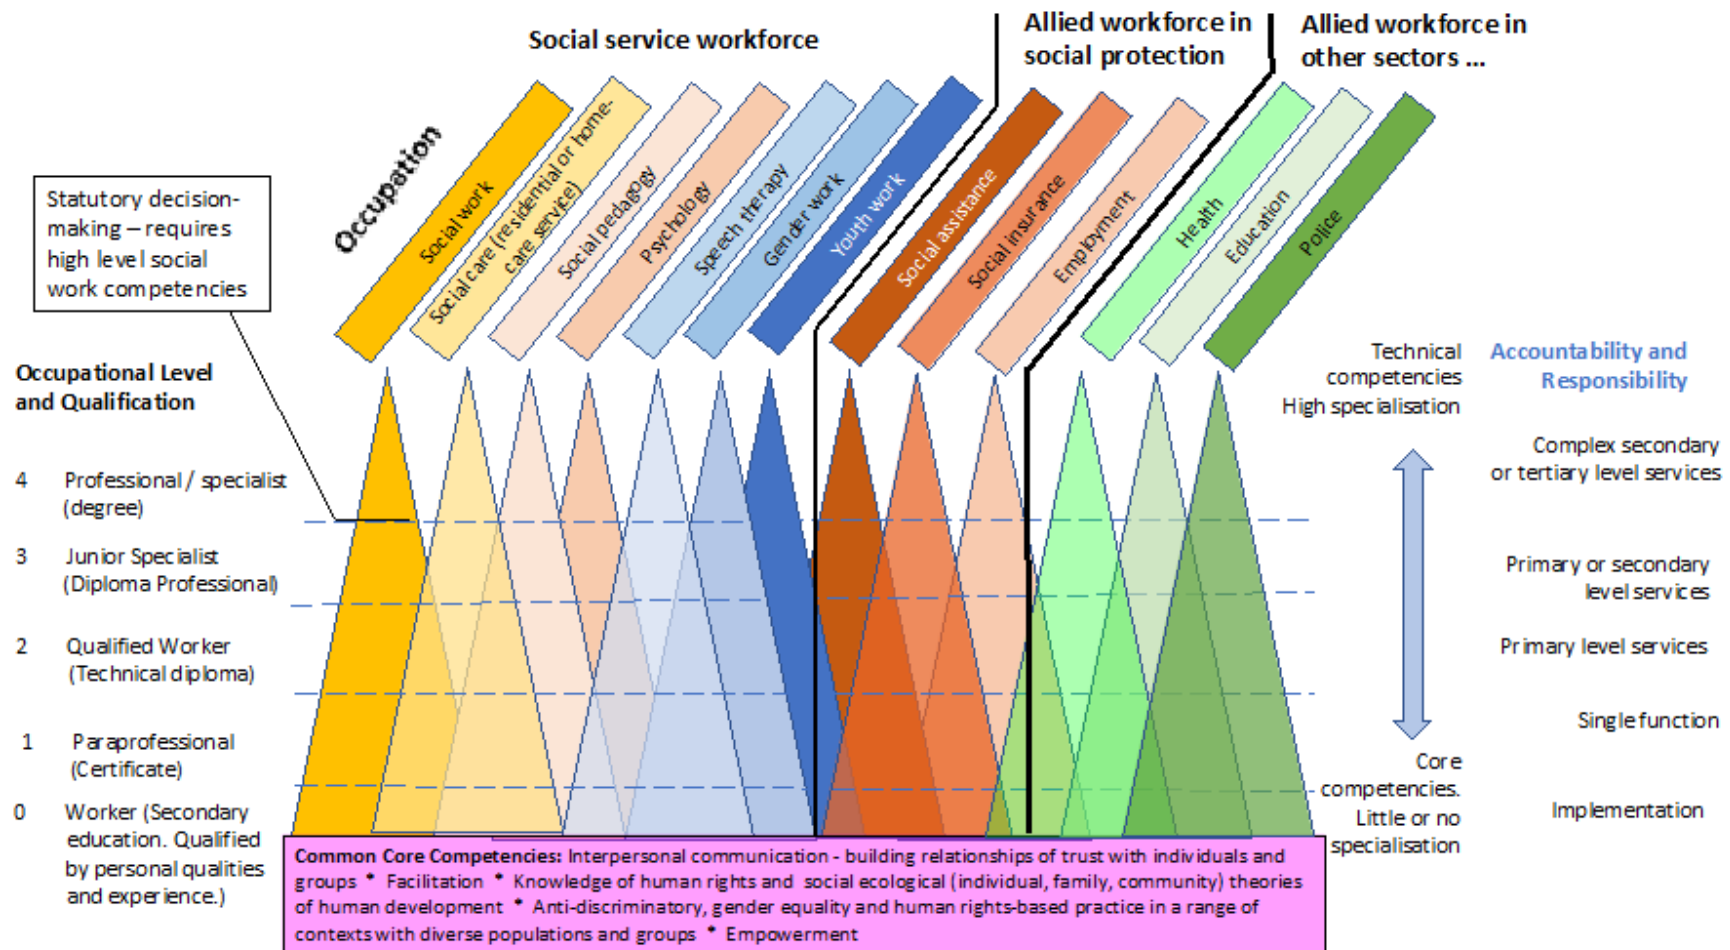 Social service workforce
Allied workforce in
social protection
Allied workforce in
other sectors ...
Occupation
Social work
Social care (residential or home-
care service)
Social pedagogy
Psychology
Speech therapy
Gender work
Youth work
Social assistance
Social insurance
Employment
Health
Education
Police
Statutory decision-
making – requires
high level social
work competencies
Occupational Level
and Qualification
4 Professional / specialist
(degree)
3 Junior Specialist
(Diploma Professional)
2 Qualified Worker
(Technical diploma)
1 Paraprofessional
(Certificate)
0 Worker (Secondary
education. Qualified
by personal qualities
and experience.)
Technical
competencies
High specialisation
Core
competencies.
Little or no
specialisation
Accountability and
Responsibility
Complex secondary
or tertiary level services
Primary or secondary
level services
Primary level services
Single function
Implementation
Common Core Competencies: Interpersonal communication - building relationships of trust with individuals and
groups * Facilitation * Knowledge of human rights and social ecological (individual, family, community) theories
of human development * Anti-discriminatory, gender equality and human rights-based practice in a range of
contexts with diverse populations and groups * Empowerment